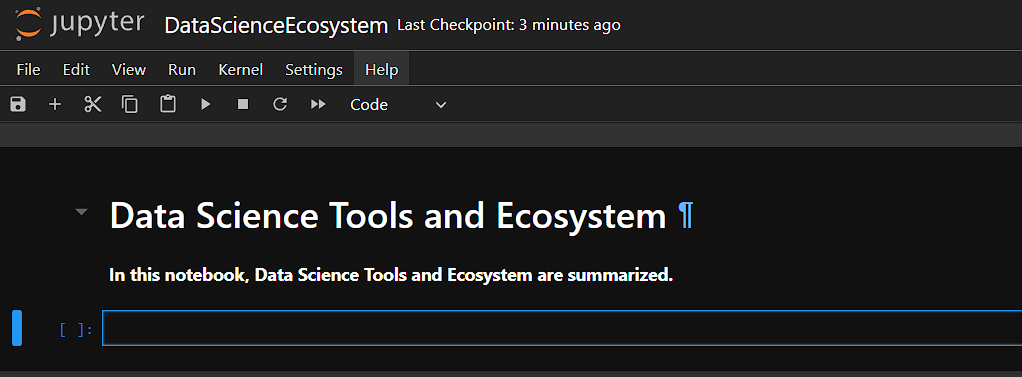 jupyter DataScienceEcosystem Last Checkpoint: 3 minutes ago
File Edit View Run Kernel Settings Help
Code
Data Science Tools and Ecosystem ¶
In this notebook, Data Science Tools and Ecosystem are summarized.
[ ]: